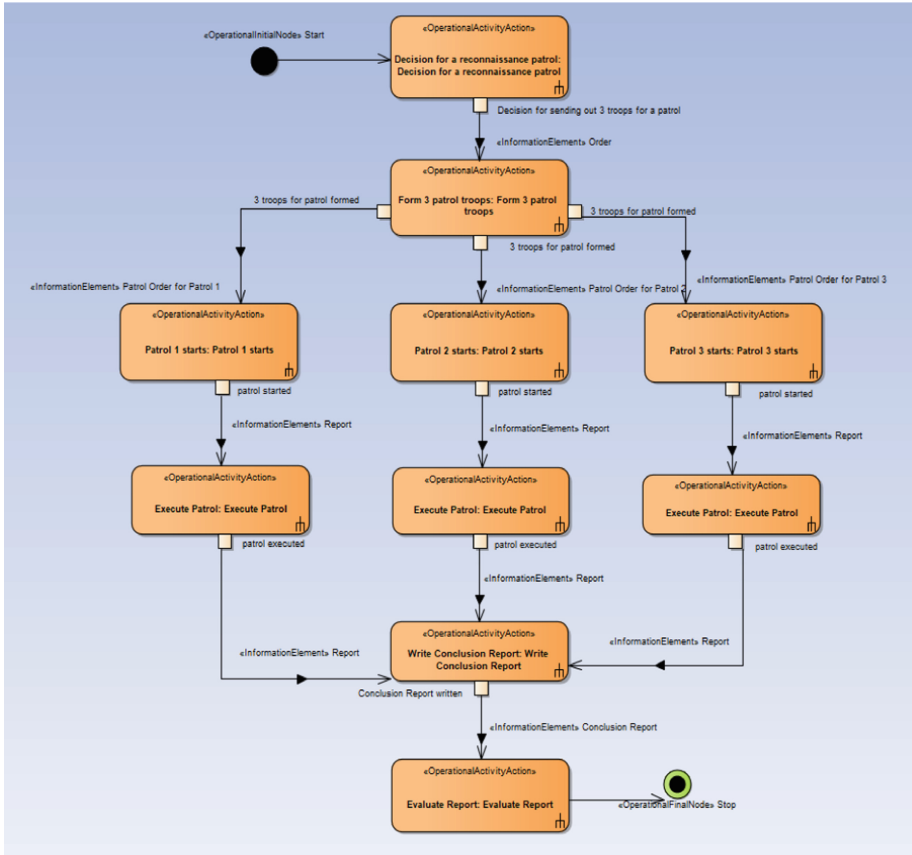 «OperationalInitialNode» Start
«OperationalActivityAction»
Decision for a reconnaissance patrol:
Decision for a reconnaissance patrol
Decision for sending out 3 troops for a patrol
«InformationElement» Order
«OperationalActivityAction»
Form 3 patrol troops: Form 3 patrol
troops
3 troops for patrol formed
3 troops for patrol formed
3 troops for patrol formed
«InformationElement» Patrol Order for Patrol 1
«InformationElement» Patrol Order for Patrol 2
«InformationElement» Patrol Order for Patrol 3
«OperationalActivityAction»
Patrol 1 starts: Patrol 1 starts
«OperationalActivityAction»
Patrol 2 starts: Patrol 2 starts
«OperationalActivityAction»
Patrol 3 starts: Patrol 3 starts
patrol started
patrol started
patrol started
«InformationElement» Report
«InformationElement» Report
«InformationElement» Report
«OperationalActivityAction»
Execute Patrol: Execute Patrol
«OperationalActivityAction»
Execute Patrol: Execute Patrol
«OperationalActivityAction»
Execute Patrol: Execute Patrol
patrol executed
patrol executed
patrol executed
«InformationElement» Report
«InformationElement» Report
«InformationElement» Report
«OperationalActivityAction»
Write Conclusion Report: Write
Conclusion Report
Conclusion Report written
«InformationElement» Conclusion Report
«OperationalActivityAction»
Evaluate Report: Evaluate Report
«OperationalFinalNode» Stop